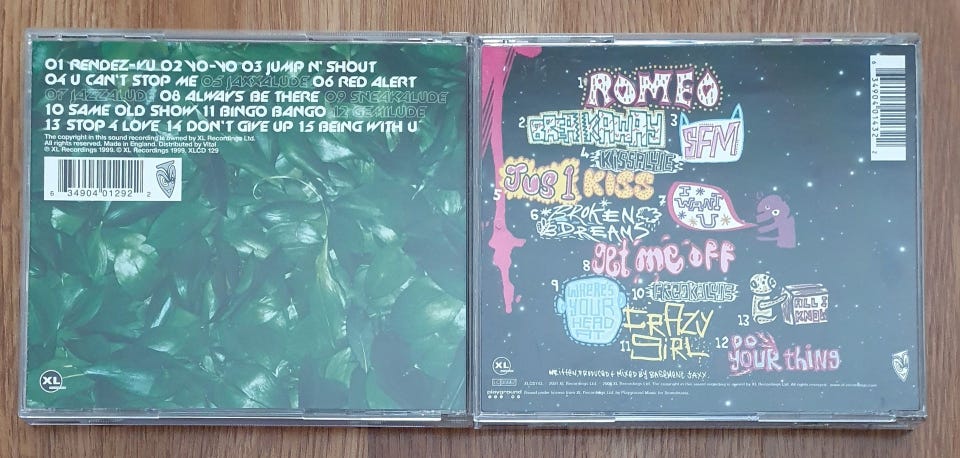 01 RENDEZ-VU 02 YO-YO 03 JUMP N' SHOUT
04 U CAN'T STOP ME 05 JAXXALUDE 06 RED ALERT
07 JAZZALUDE 08 ALWAYS BE THERE 09 SNEAKALUDE
10 SAME OLD SHOW 11 BINGO BANGO 12 GEMILUDE
13 STOP 4 LOVE 14 DON'T GIVE UP 15 BEING WITH U
The copyright in this sound recording is owned by XL Recordings Ltd.
All rights reserved. Made in England. Distributed by Vital
℗ XL Recordings 1999. © XL Recordings 1999. XLCD 129
6 34904 01292 2
XL
1 ROMEO
2 BREAKAWAY
3 SFM
4 KISSALUDE
5 JUS 1 KISS
6 BROKEN DREAMS
7 I WANT U
8 get me off
9 WHERE'S YOUR HEAD AT
10 FREAKALUDE
11 CRAZY GIRL
12 DO YOUR thing
13 ALL I KNOW
WRITTEN, PRODUCED & MIXED BY BASEMENT JAXX
XL
playground